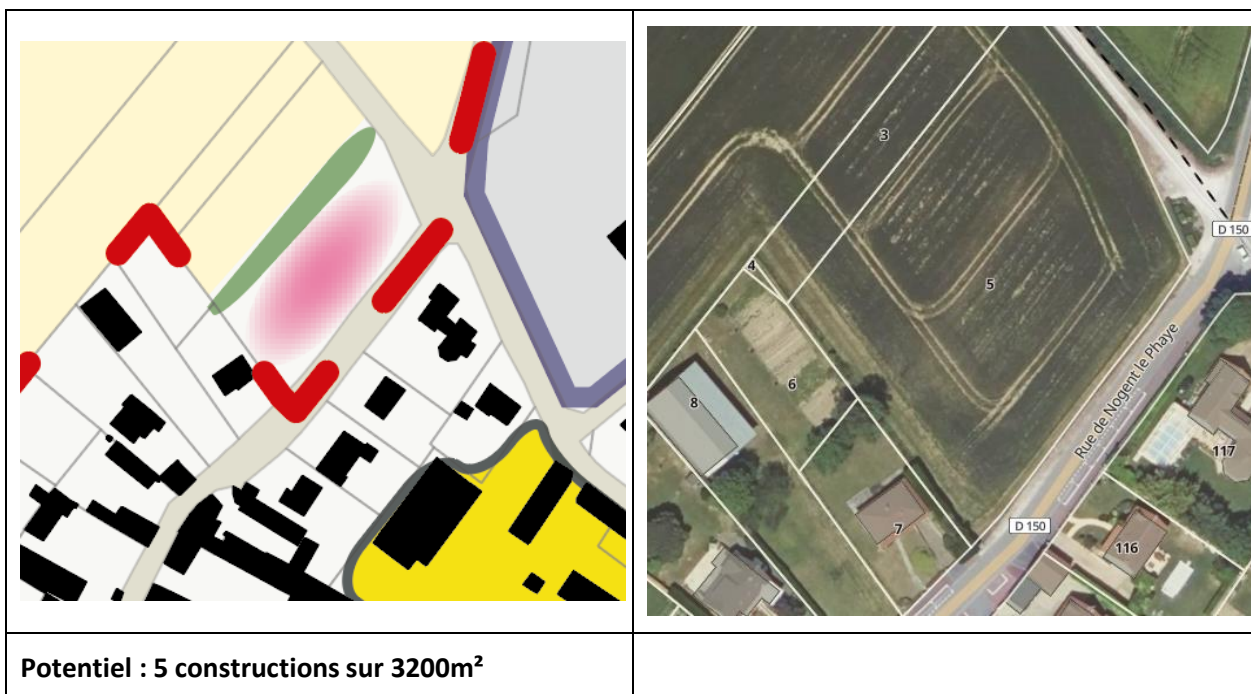 3
D 150
4
5
Rue de Nogent le Phaye
6
8
117
7
D 150
116
Potentiel : 5 constructions sur 3200m²